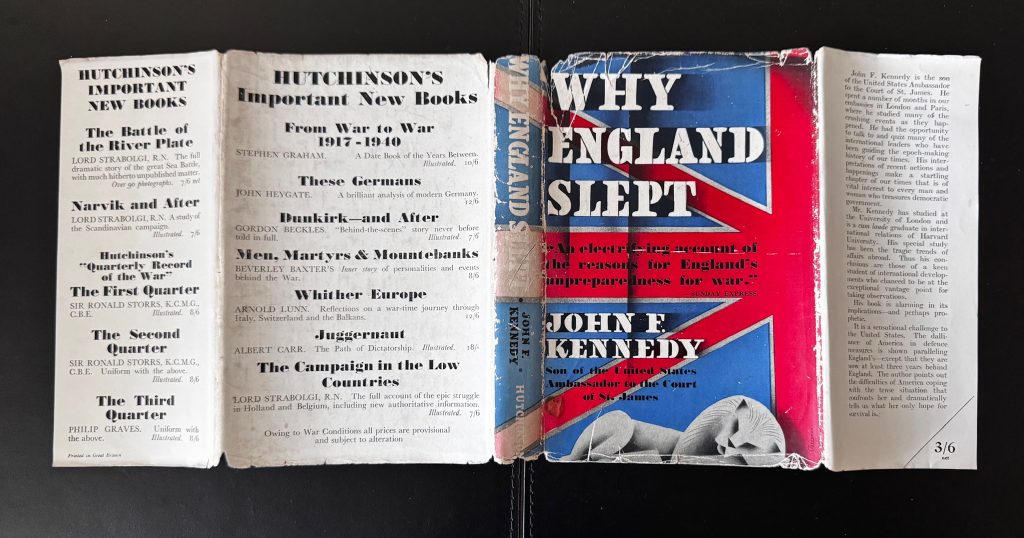 HUTCHINSON'S
IMPORTANT
NEW BOOKS
The Battle of
the River Plate
LORD STRABOLGI, R.N. The full
dramatic story of the great Sea Battle,
with much hitherto unpublished matter.
Over 90 photographs. 7/6 net
Narvik and After
LORD STRABOLGI, R.N. A study of
the Scandinavian campaign.
Illustrated. 7/6
Hutchinson's
"Quarterly Record
of the War"
The First Quarter
SIR RONALD STORRS, K.C.M.G.,
C.B.E. Illustrated. 8/6
The Second
Quarter
SIR RONALD STORRS, K.C.M.G.,
C.B.E. Uniform with the above.
Illustrated. 8/6
The Third
Quarter
PHILIP GRAVES. Uniform with
the above. Illustrated. 8/6
Printed in Great Britain
HUTCHINSON'S
Important New Books
From War to War
1917-1940
STEPHEN GRAHAM. A Date Book of the Years Between.
Illustrated. 10/6
These Germans
JOHN HEYGATE. A brilliant analysis of modern Germany.
12/6
Dunkirk—and After
GORDON BECKLES. "Behind-the-scenes" story never before
told in full. Illustrated. 7/6
Men, Martyrs & Mountebanks
BEVERLEY BAXTER'S Inner story of personalities and events
behind the War. 8/6
Whither Europe
ARNOLD LUNN. Reflections on a war-time journey through
Italy, Switzerland and the Balkans. 12/6
Juggernaut
ALBERT CARR. The Path of Dictatorship. Illustrated. 18/-
The Campaign in the Low
Countries
LORD STRABOLGI, R.N. The full account of the epic struggle
in Holland and Belgium, including new authoritative information.
Illustrated. 7/6
Owing to War Conditions all prices are provisional
and subject to alteration
WHY ENGLAND SLEPT
JOHN F.
KENNEDY
HUTCH
WHY
ENGLAND
SLEPT
"An electrifying account of
the reasons for England's
unpreparedness for war."
—SUNDAY EXPRESS
JOHN F.
KENNEDY
Son of the United States
Ambassador to the Court
of St. James
John F. Kennedy is the son
of the United States Ambassador
to the Court of St. James. He
spent a number of months in our
embassies in London and Paris,
where he studied many of the
crushing events as they hap-
pened. He had the opportunity
to talk to and quiz many of the
international leaders who have
been guiding the epoch-making
history of our times. His inter-
pretations of recent actions and
happenings make a startling
chapter of our times that is of
vital interest to every man and
woman who treasures democratic
government.
Mr. Kennedy has studied at
the University of London and
is a cum laude graduate in inter-
national relations of Harvard
University. His special study
has been the tragic trends of
affairs abroad. Thus his con-
clusions are those of a keen
student of international develop-
ments who chanced to be at the
exceptional vantage point for
taking observations.
His book is alarming in its
implications—and perhaps pro-
phetic.
It is a sensational challenge to
the United States. The dalli-
ance of America in defence
measures is shown paralleling
England's—except that they are
now at least three years behind
England. The author points out
the difficulties of America coping
with the tense situation that
confronts her and dramatically
tells us what her only hope for
survival is.
3/6
net